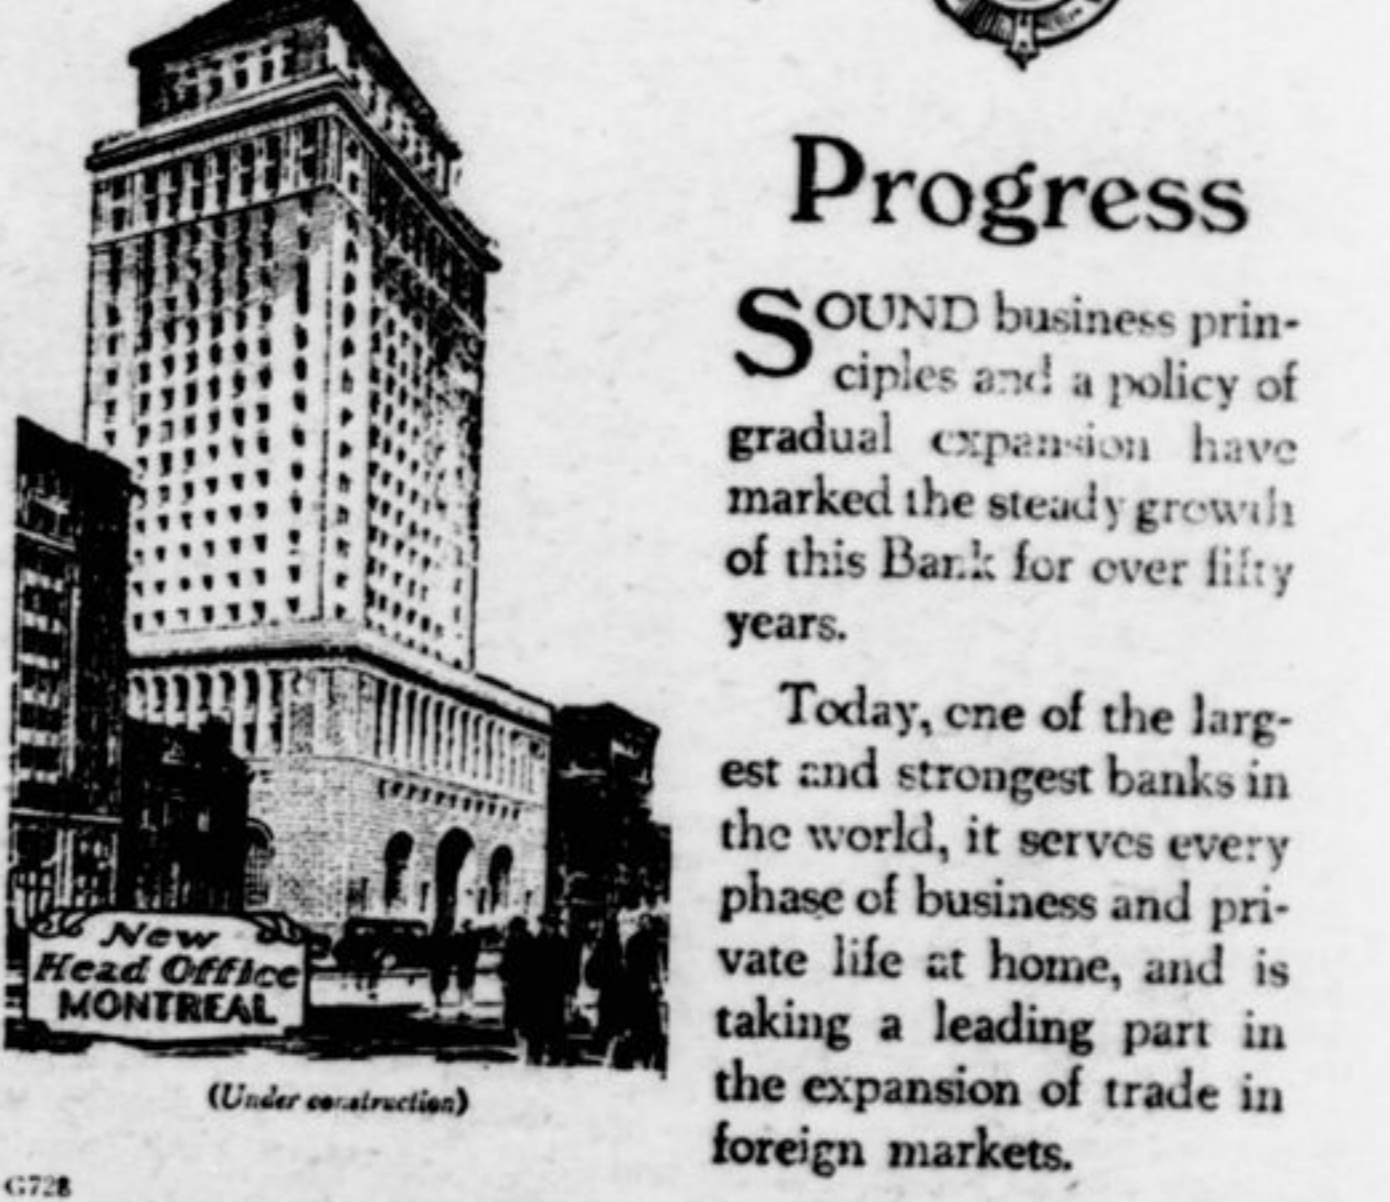 Progress
SOUND business prin-
ciples and a policy of
gradual expansion have
marked the steady growth
of this Bank for over fifty
years.
Today, one of the larg-
est and strongest banks in
the world, it serves every
phase of business and pri-
vate life at home, and is
taking a leading part in
the expansion of trade in
foreign markets.
New
Head Office
MONTREAL
(Under construction)
G728